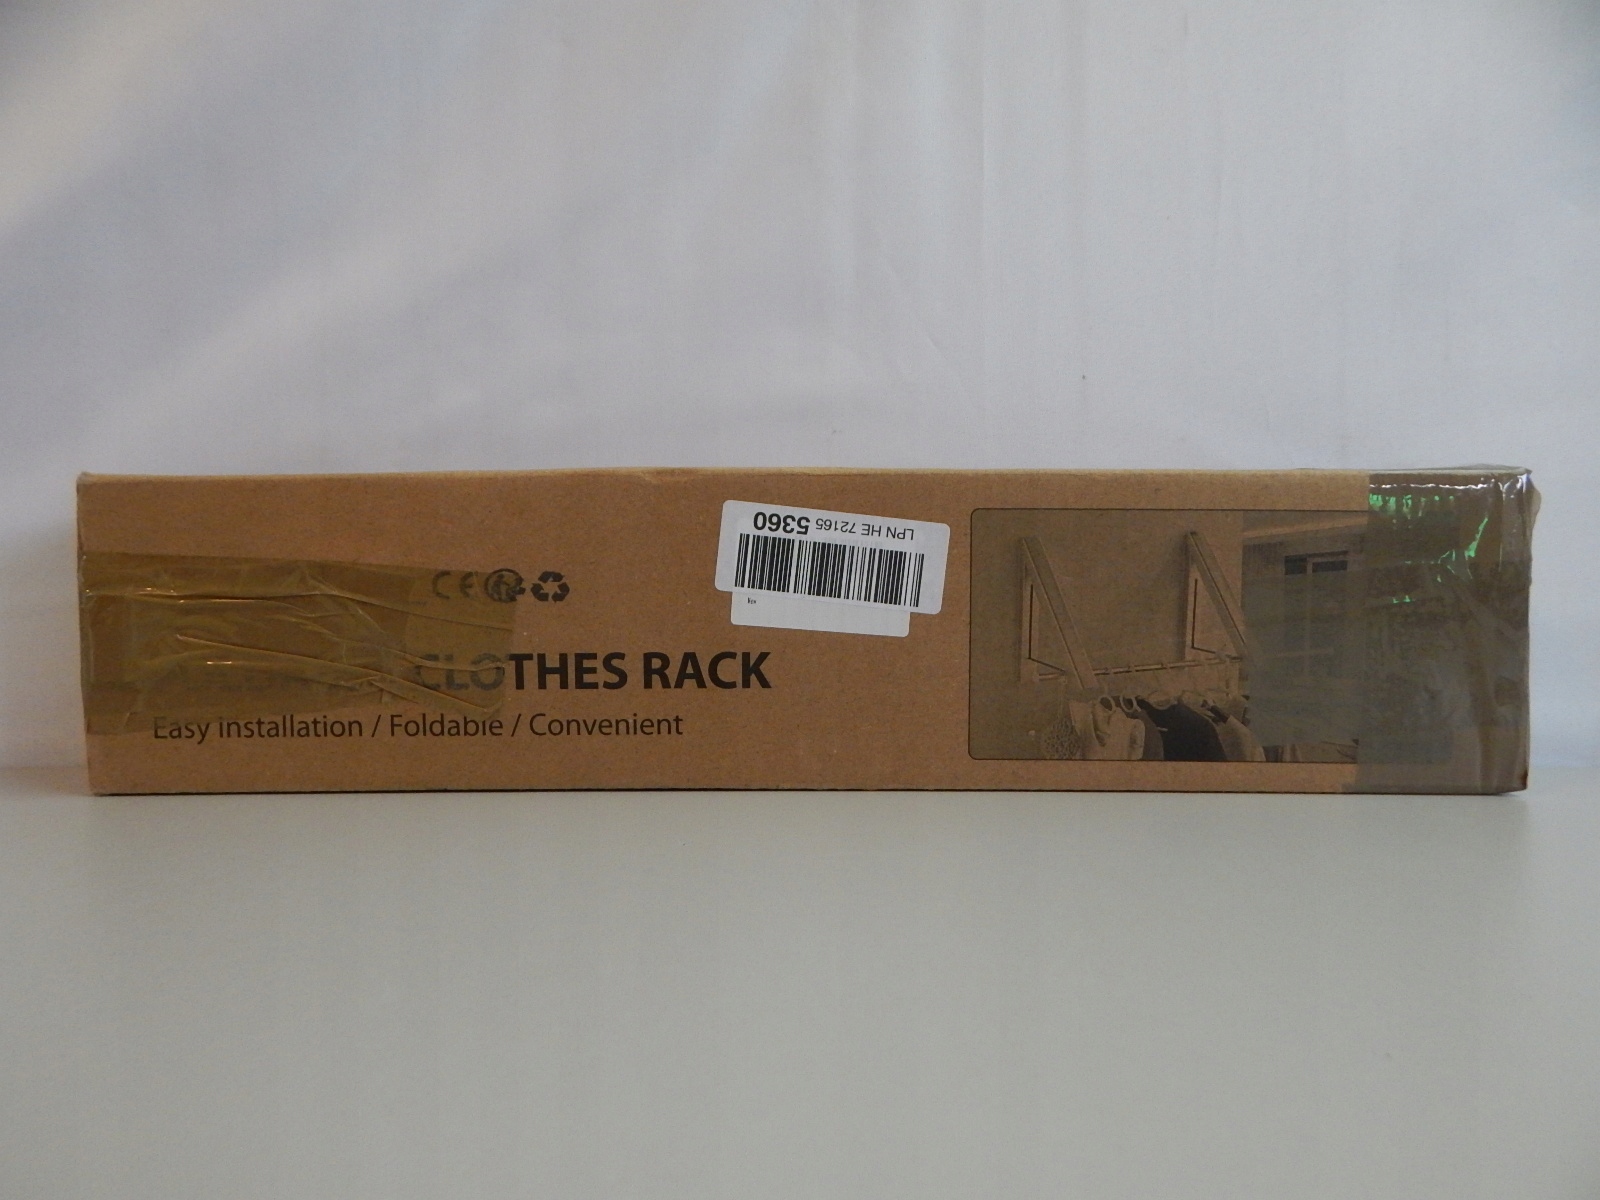 LPN HE 72165 5360
CE
CLOTHES RACK
Easy installation / Foldable / Convenient